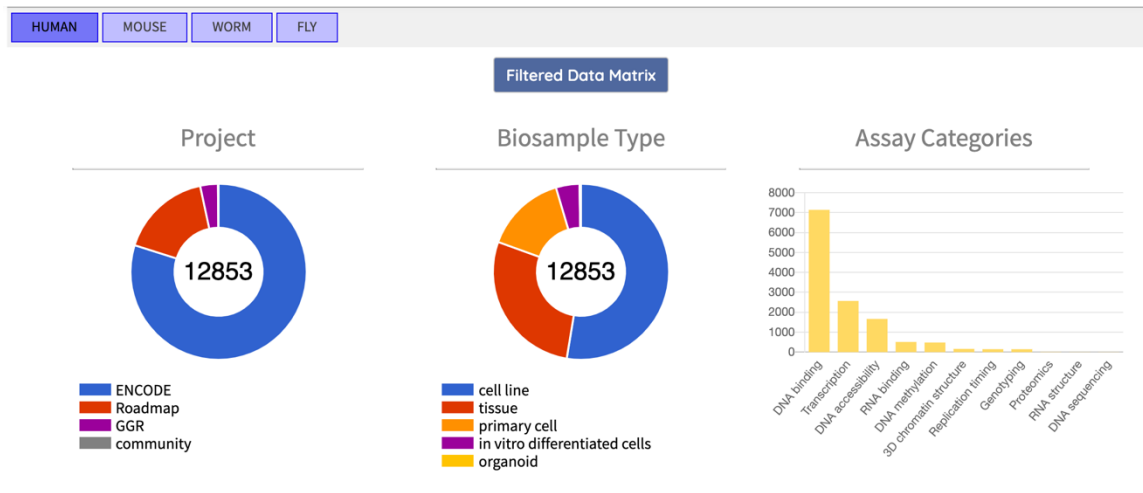 HUMAN MOUSE WORM FLY
Filtered Data Matrix
Project
12853
ENCODE
Roadmap
GGR
community
Biosample Type
12853
cell line
tissue
primary cell
in vitro differentiated cells
organoid
Assay Categories
8000
7000
6000
5000
4000
3000
2000
1000
0
DNA binding
Transcription
DNA accessibility
RNA binding
DNA methylation
3D chromatin structure
Replication timing
Genotyping
Proteomics
RNA structure
DNA sequencing